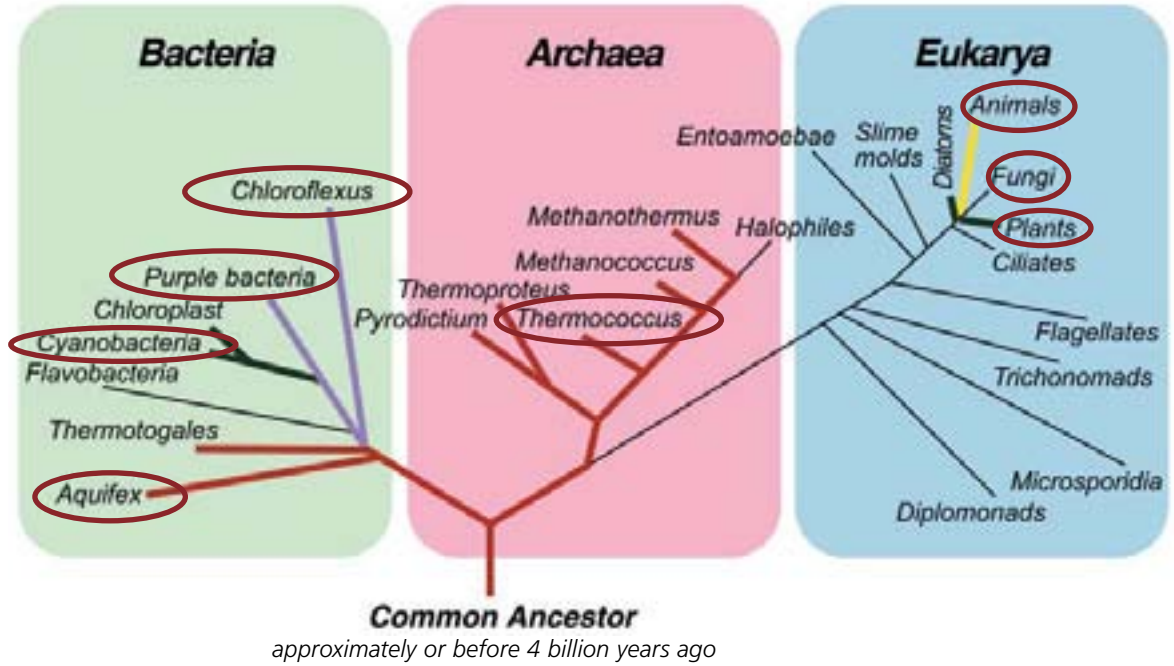 Bacteria
Archaea
Eukarya
Chloroflexus
Purple bacteria
Chloroplast
Cyanobacteria
Flavobacteria
Thermotogales
Aquifex
Methanothermus
Halophiles
Methanococcus
Thermoproteus
Pyrodictium
Thermococcus
Entoamoebae
Slime
molds
Diatoms
Animals
Fungi
Plants
Ciliates
Flagellates
Trichonomads
Microsporidia
Diplomonads
Common Ancestor
approximately or before 4 billion years ago